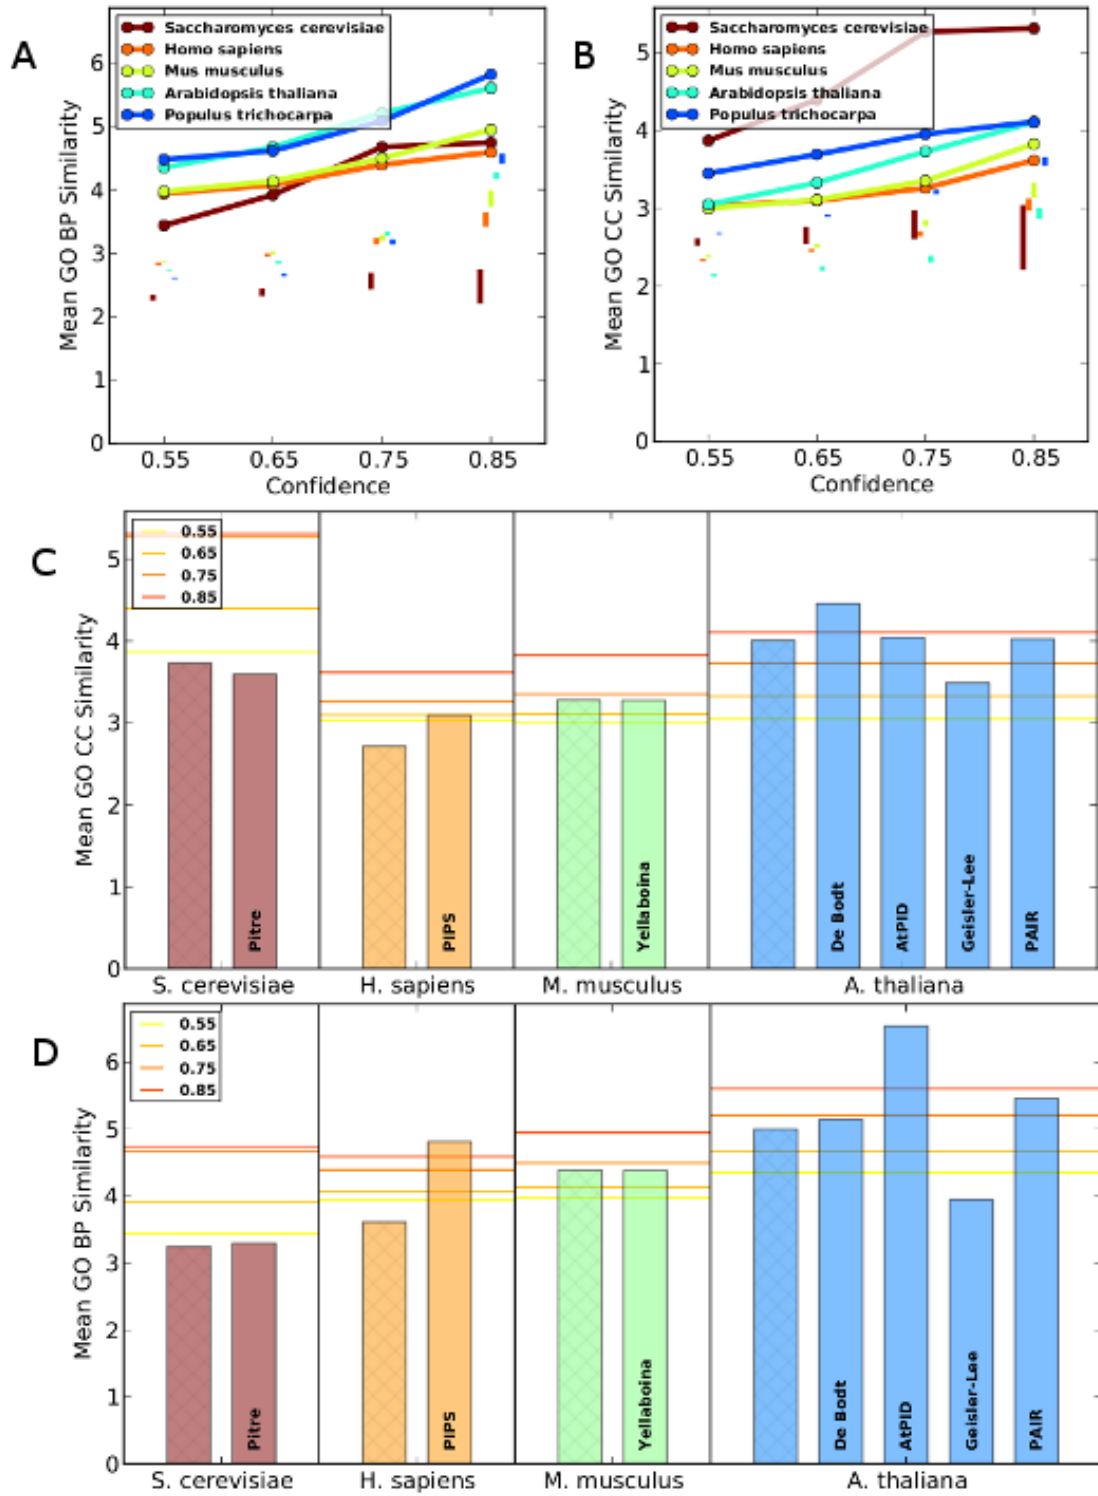 A
Saccharomyces cerevisiae
Homo sapiens
Mus musculus
Arabidopsis thaliana
Populus trichocarpa
Mean GO BP Similarity
6
5
4
3
2
1
0
0.55 0.65 0.75 0.85
Confidence
B
Saccharomyces cerevisiae
Homo sapiens
Mus musculus
Arabidopsis thaliana
Populus trichocarpa
Mean GO CC Similarity
5
4
3
2
1
0
0.55 0.65 0.75 0.85
Confidence
C
0.55
0.65
0.75
0.85
Mean GO CC Similarity
5
4
3
2
1
0
Pitre
PIPS
Yellaboina
De Bodt
AtPID
Geisler-Lee
PAIR
S. cerevisiae H. sapiens M. musculus A. thaliana
D
0.55
0.65
0.75
0.85
Mean GO BP Similarity
6
5
4
3
2
1
0
Pitre
PIPS
Yellaboina
De Bodt
AtPID
Geisler-Lee
PAIR
S. cerevisiae H. sapiens M. musculus A. thaliana